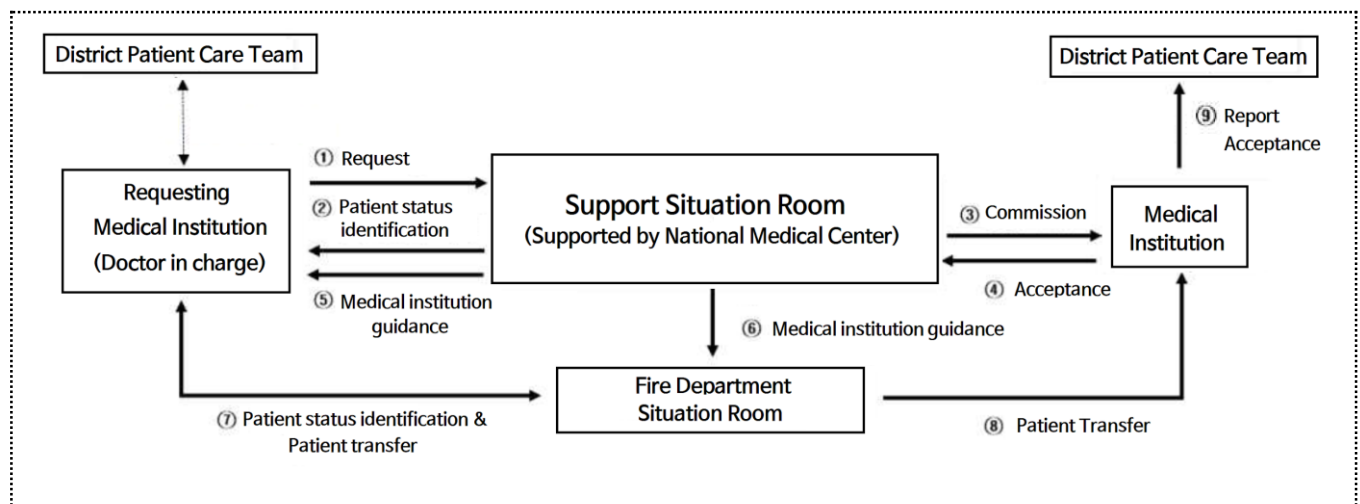 District Patient Care Team
District Patient Care Team
⑨ Report
Acceptance
① Request
Requesting
Medical Institution
(Doctor in charge)
② Patient status
identification
Support Situation Room
(Supported by National Medical Center)
③ Commission
Medical
Institution
④ Acceptance
⑤ Medical institution
guidance
⑥ Medical institution guidance
Fire Department
Situation Room
⑦ Patient status identification &
Patient transfer
⑧ Patient Transfer